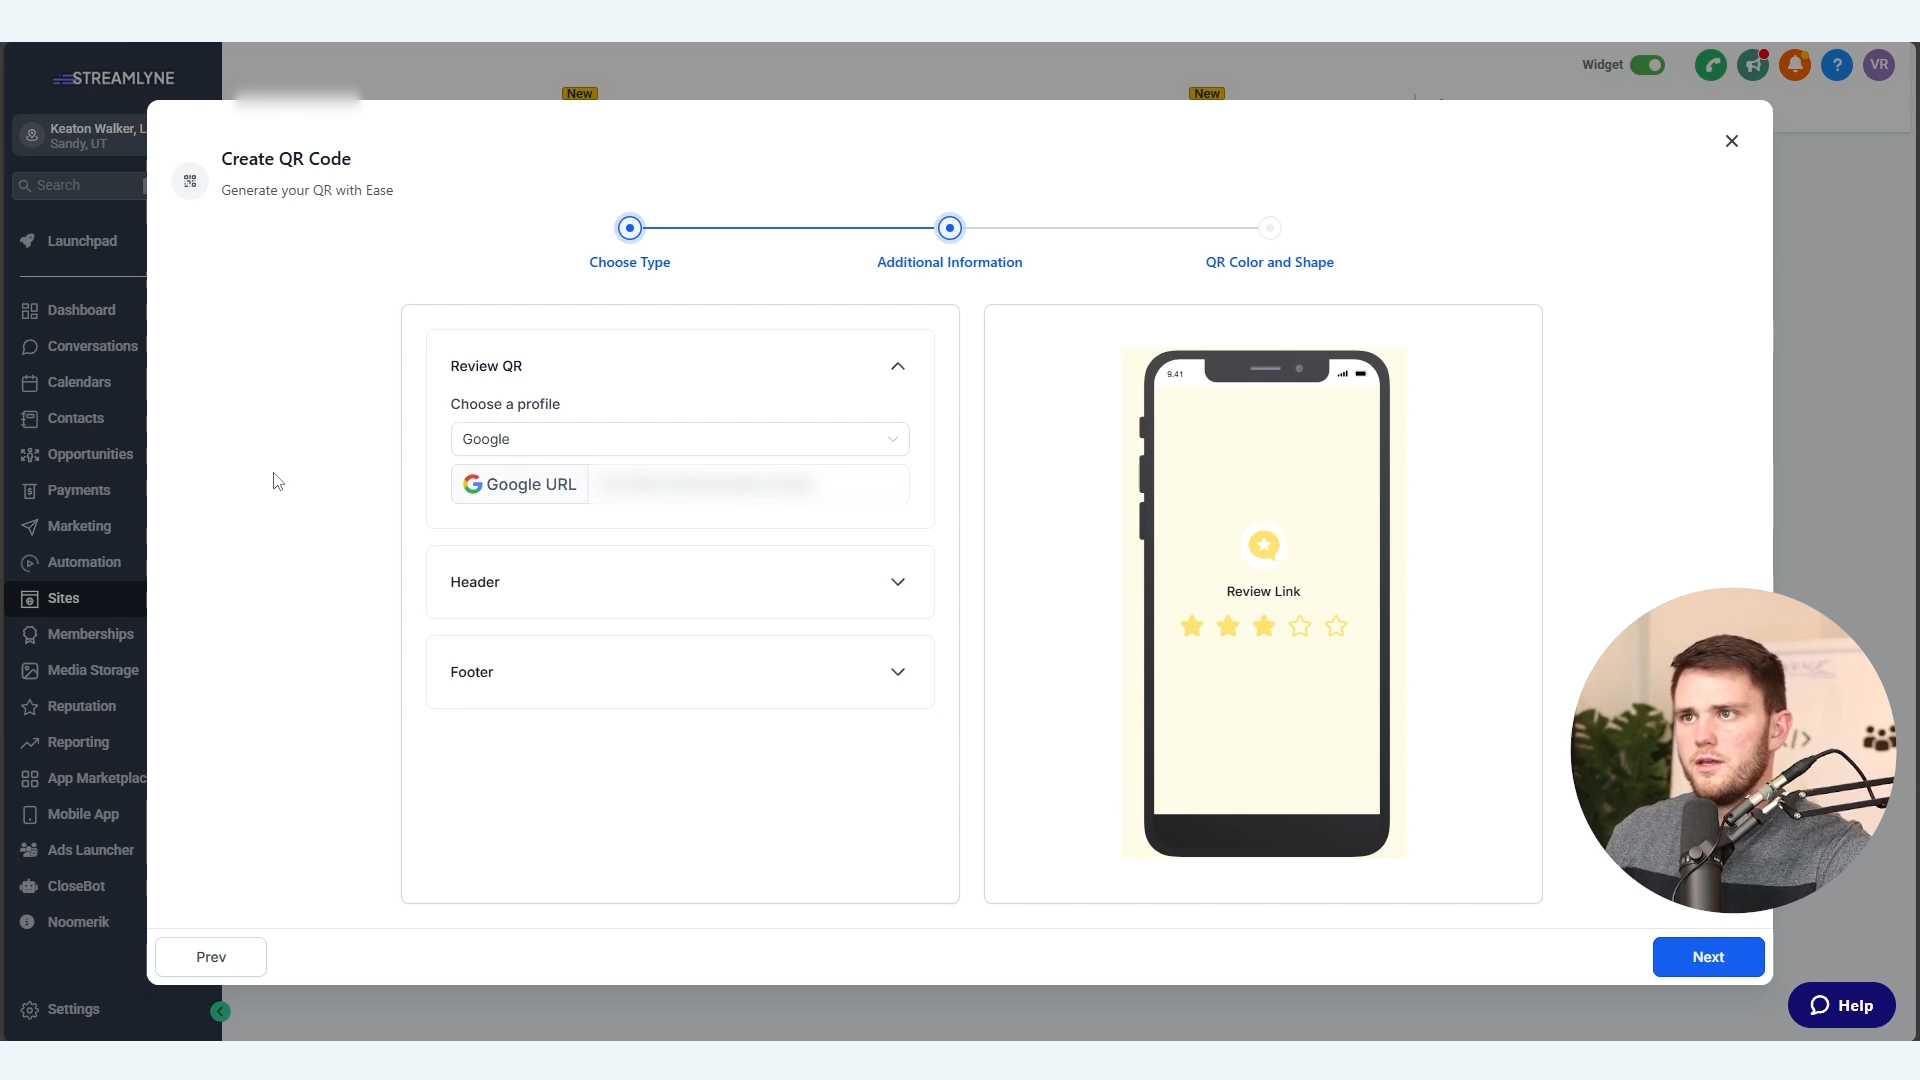 STREAMLYNE
Widget
VR
New
New
Keaton Walker, L
Sandy, UT
Search
Launchpad
Dashboard
Conversations
Calendars
Contacts
Opportunities
Payments
Marketing
Automation
Sites
Memberships
Media Storage
Reputation
Reporting
App Marketplac
Mobile App
Ads Launcher
CloseBot
Noomerik
Settings
Create QR Code
Generate your QR with Ease
Choose Type
Additional Information
QR Color and Shape
Review QR
Choose a profile
Google
Google URL
Header
Footer
9.41
Review Link
Prev
Next
Help